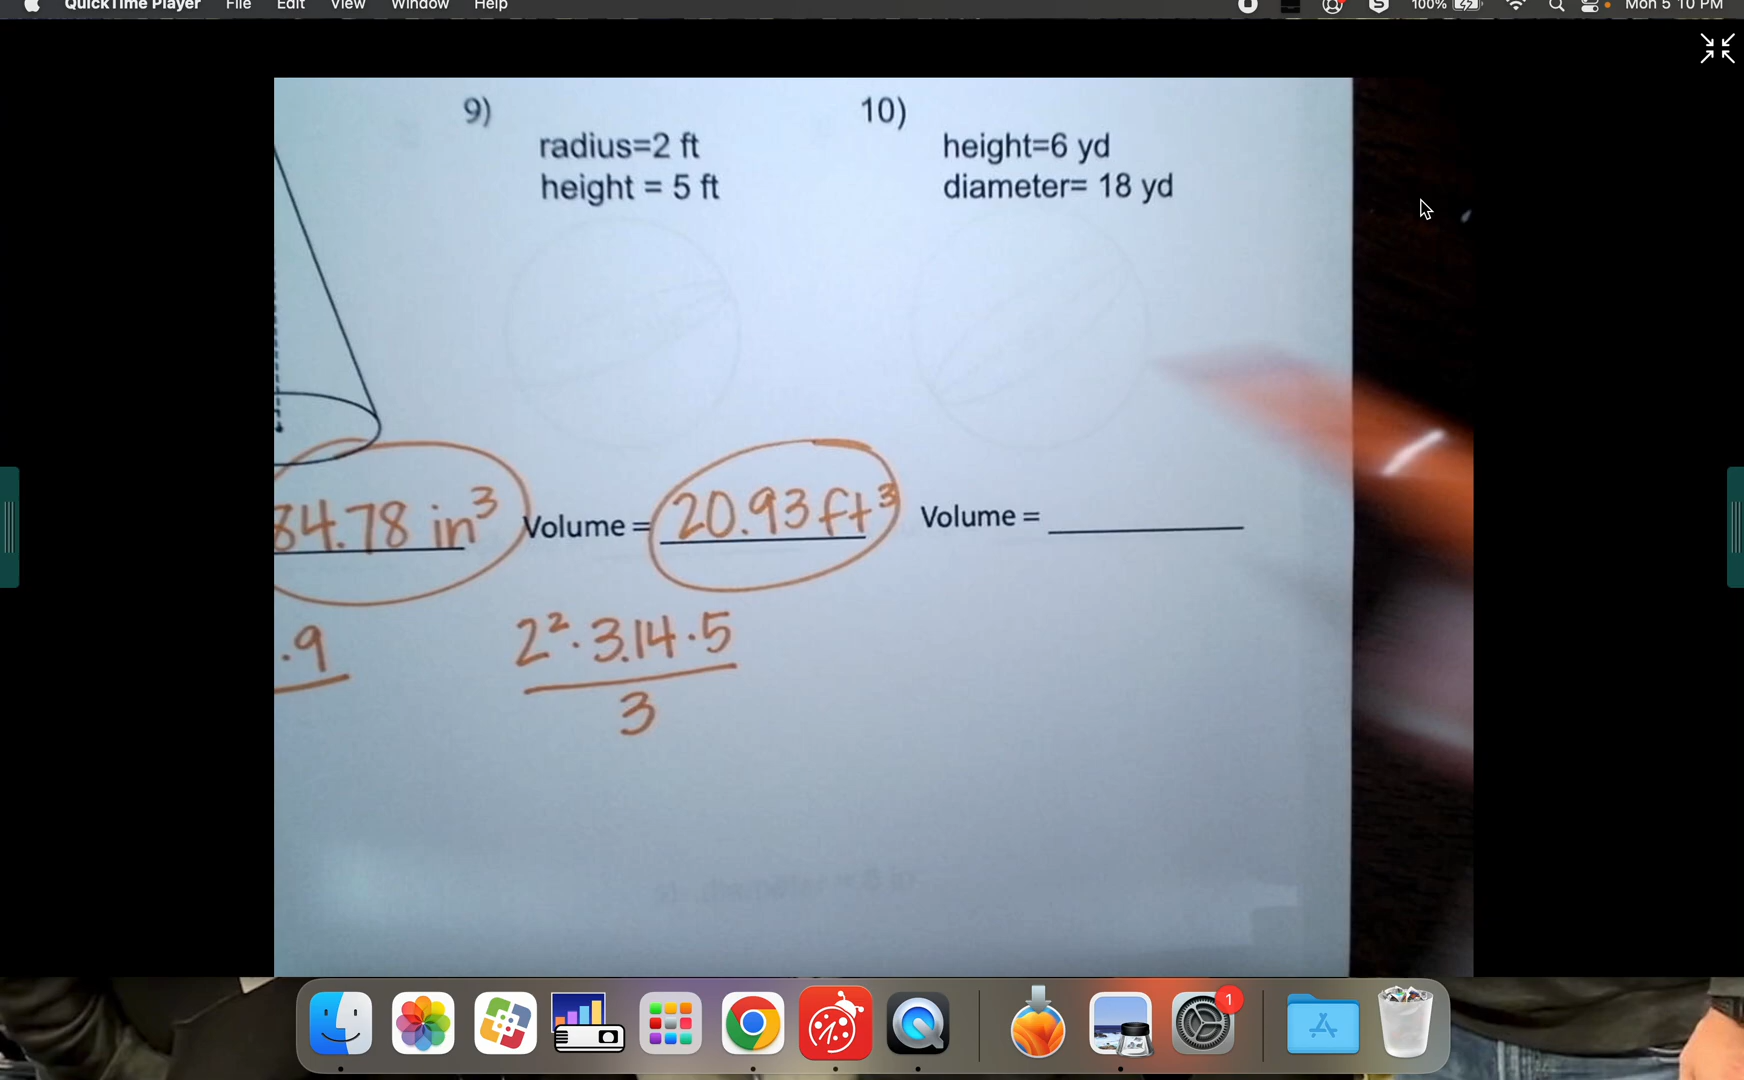 QuickTime Player File Edit View Window Help 100% Mon 5 10 PM
9)
radius=2 ft
height = 5 ft
10)
height=6 yd
diameter= 18 yd
84.78 in³
Volume = 20.93 ft³
Volume =
.9
2² · 3.14 · 5
3
1